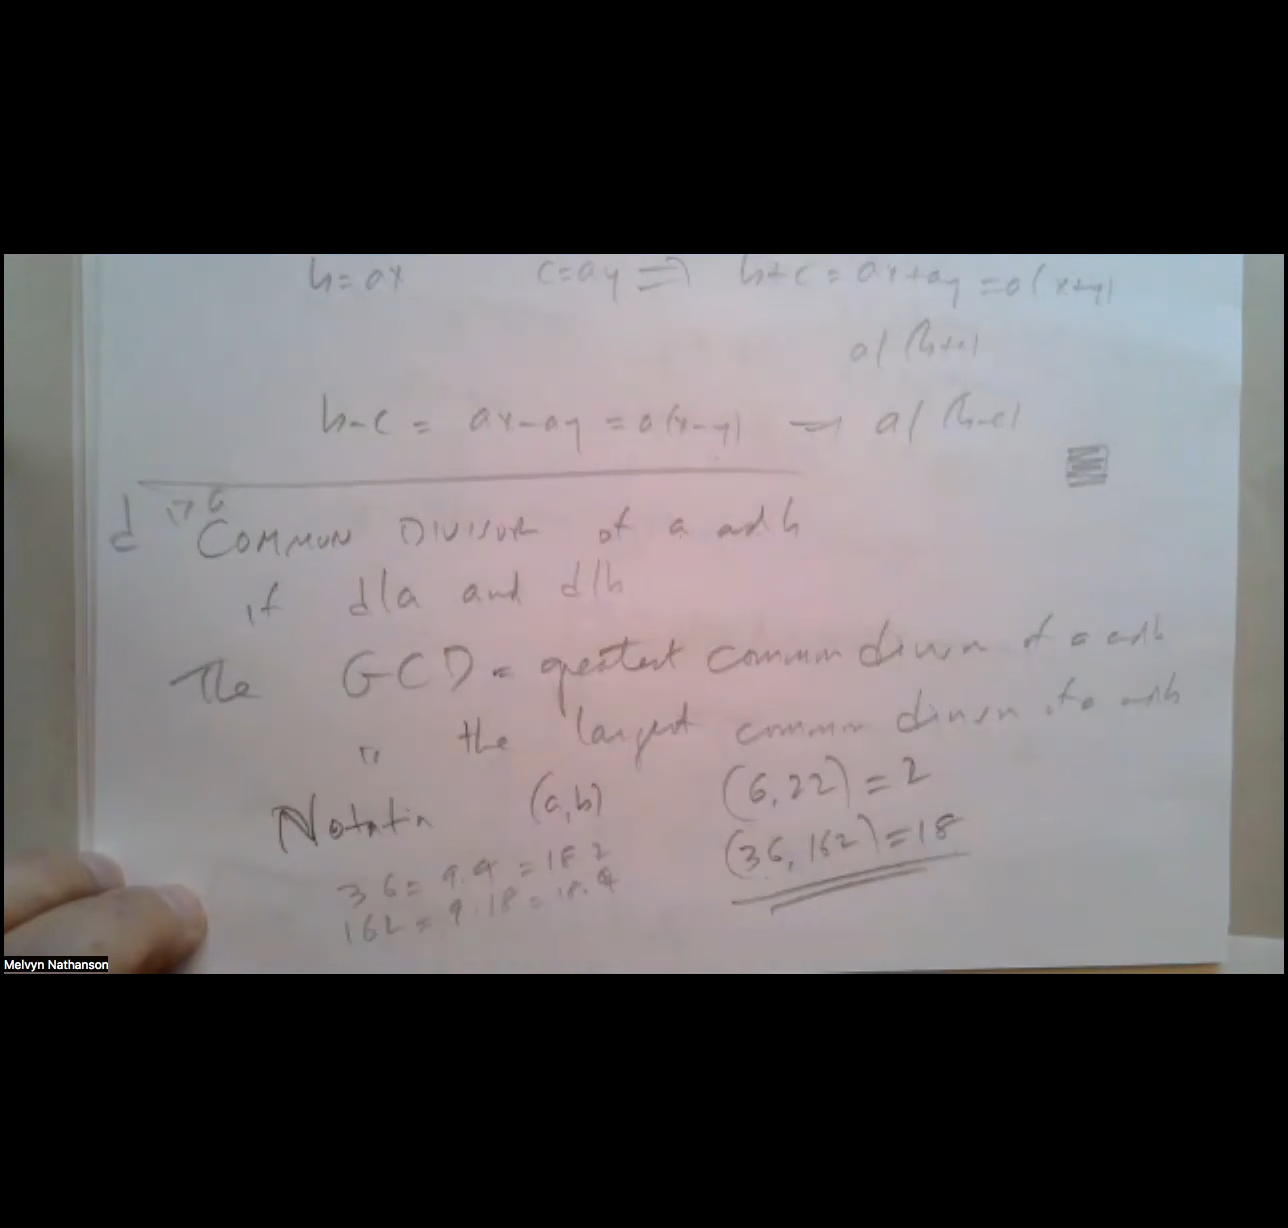 b=ax c=ay ⇒ b+c = ax+ay = a(x+y)
a|(b+c)
b-c = ax-ay = a(x-y) ⇒ a|(b-c)
d is a
COMMON DIVISOR of a and b
if d|a and d|b
The GCD = greatest common divisor of a and b
" the largest common divisor of a and b
Notation (a,b) (6,22) = 2
36 = 9.4 = 18 2 (36, 162) = 18
162 = 9.18 = 18.9
Melvyn Nathanson